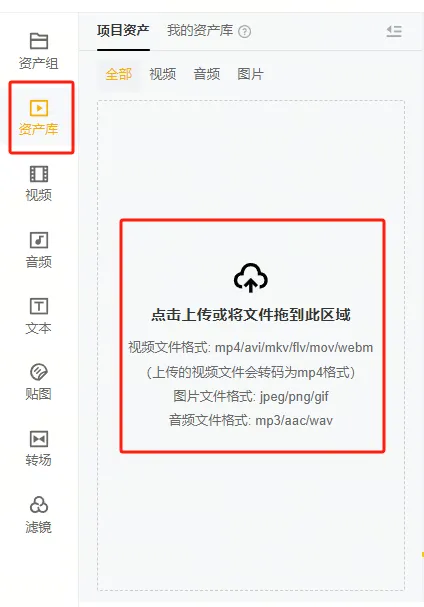 资产组
资产库
视频
音频
文本
贴图
转场
滤镜
项目资产 我的资产库 ?
全部 视频 音频 图片
点击上传或将文件拖到此区域
视频文件格式: mp4/avi/mkv/flv/mov/webm
（上传的视频文件会转码为mp4格式）
图片文件格式: jpeg/png/gif
音频文件格式: mp3/aac/wav